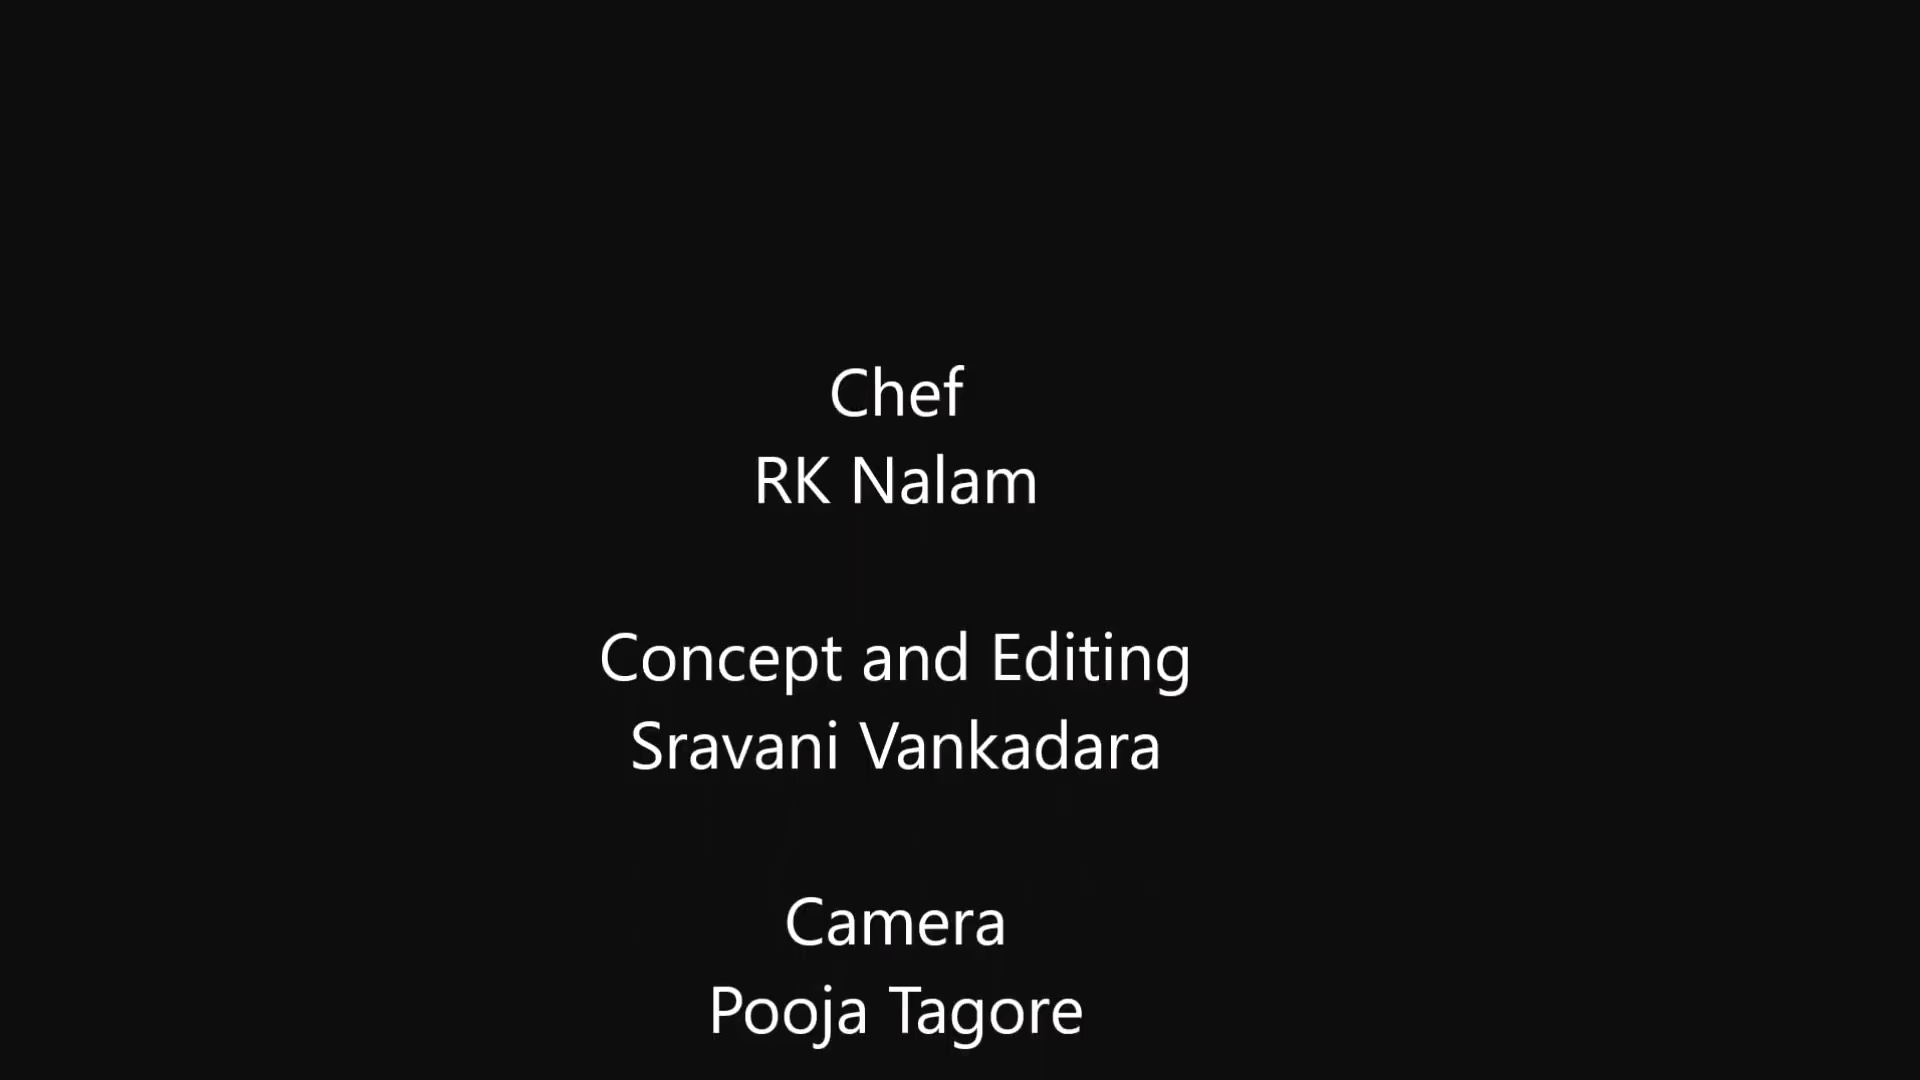 Chef
RK Nalam
Concept and Editing
Sravani Vankadara
Camera
Pooja Tagore